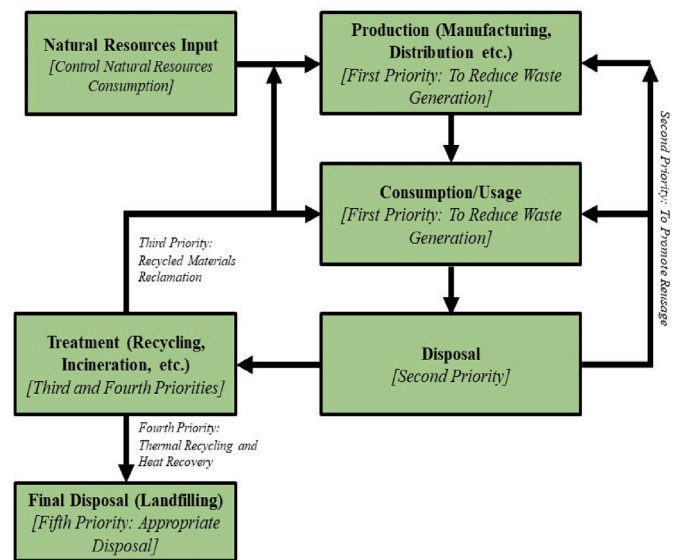 Natural Resources Input
[Control Natural Resources
Consumption]
Production (Manufacturing,
Distribution etc.)
[First Priority: To Reduce Waste
Generation]
Consumption/Usage
[First Priority: To Reduce Waste
Generation]
Second Priority: To Promote Reusage
Third Priority:
Recycled Materials
Reclamation
Treatment (Recycling,
Incineration, etc.)
[Third and Fourth Priorities]
Disposal
[Second Priority]
Fourth Priority:
Thermal Recycling and
Heat Recovery
Final Disposal (Landfilling)
[Fifth Priority: Appropriate
Disposal]